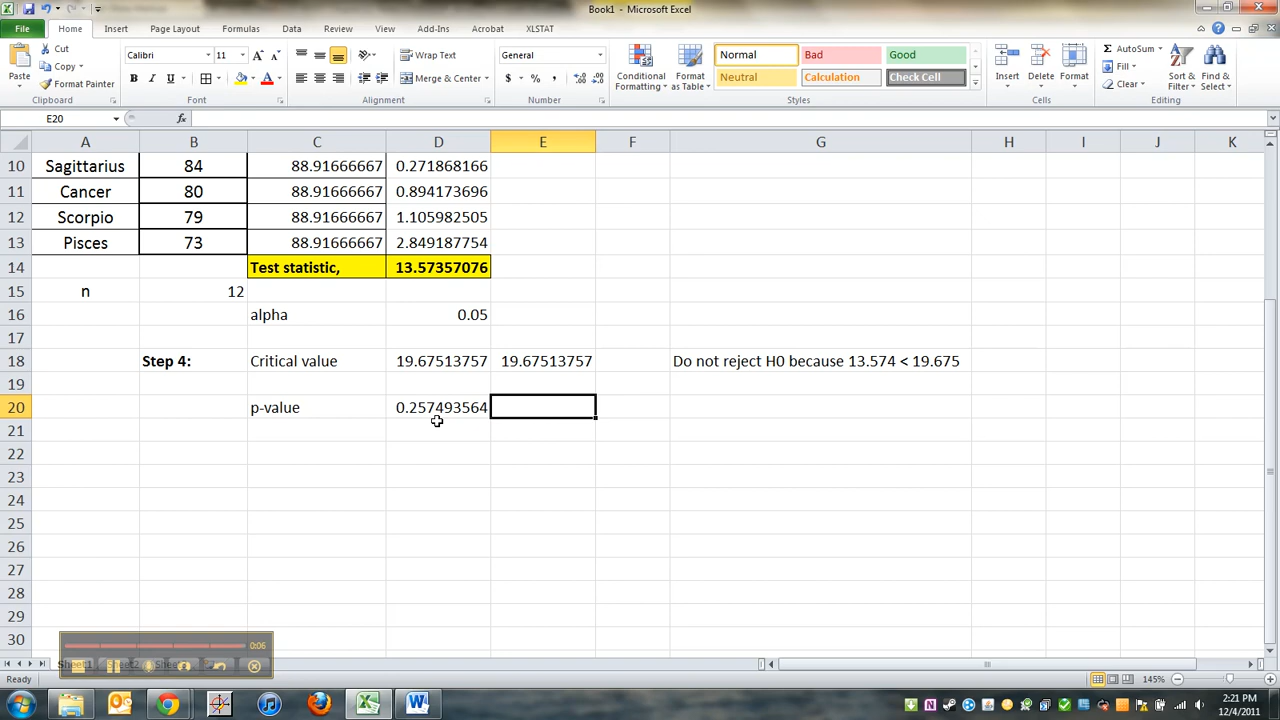 Book1 - Microsoft Excel
File Home Insert Page Layout Formulas Data Review View Add-Ins Acrobat XLSTAT
Paste
Cut
Copy
Format Painter
Clipboard
Calibri 11
B I U
Font
Wrap Text
Merge & Center
Alignment
General
$ % ,
Number
Conditional Formatting
Format as Table
Normal Bad Good
Neutral Calculation Check Cell
Styles
Insert Delete Format
Cells
AutoSum
Fill
Clear
Sort & Filter
Find & Select
Editing
E20 fx
A B C D E F G H I J K
10 Sagittarius 84 88.91666667 0.271868166
11 Cancer 80 88.91666667 0.894173696
12 Scorpio 79 88.91666667 1.105982505
13 Pisces 73 88.91666667 2.849187754
14 Test statistic, 13.57357076
15 n 12
16 alpha 0.05
17
18 Step 4: Critical value 19.67513757 19.67513757 Do not reject H0 because 13.574 < 19.675
19
20 p-value 0.257493564
21
22
23
24
25
26
27
28
29
30
0:06
Sheet1 Sheet2
Ready 145%
2:21 PM
12/4/2011